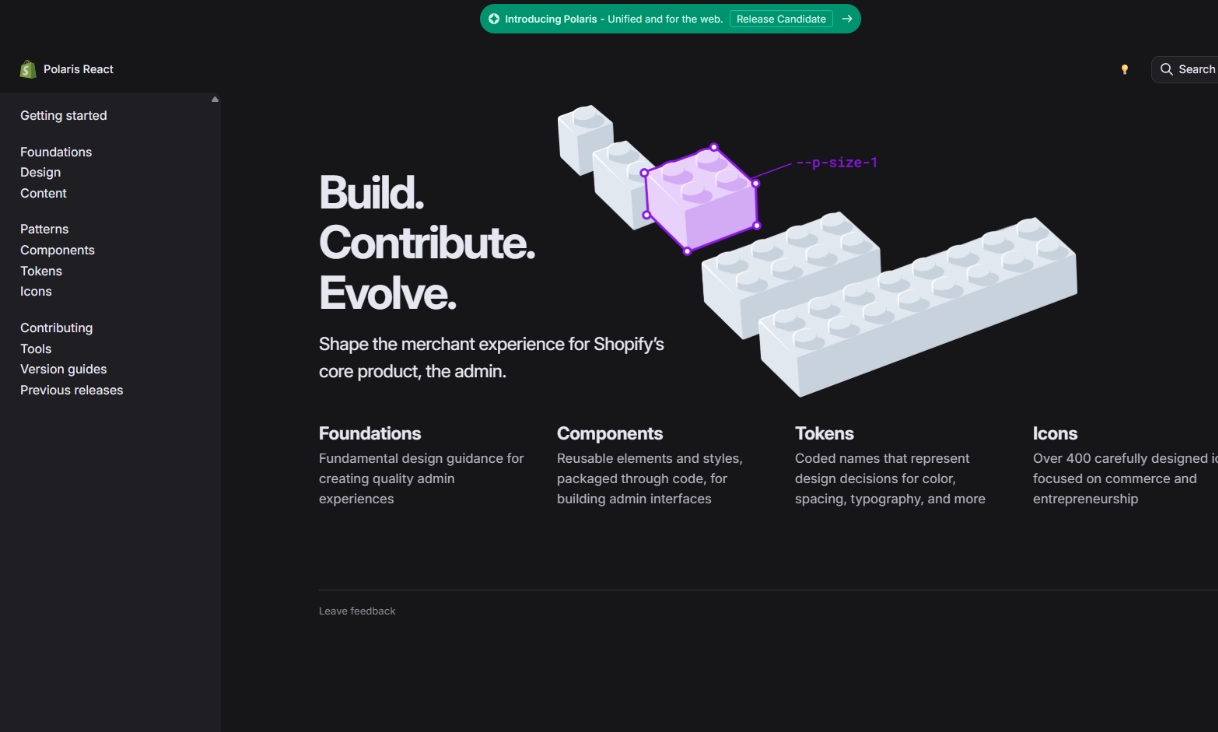 Introducing Polaris - Unified and for the web. Release Candidate
Polaris React
Search
Getting started
Foundations
Design
Content
Patterns
Components
Tokens
Icons
Contributing
Tools
Version guides
Previous releases
--p-size-1
Build.
Contribute.
Evolve.
Shape the merchant experience for Shopify’s
core product, the admin.
Foundations
Fundamental design guidance for
creating quality admin
experiences
Components
Reusable elements and styles,
packaged through code, for
building admin interfaces
Tokens
Coded names that represent
design decisions for color,
spacing, typography, and more
Icons
Over 400 carefully designed
focused on commerce and
entrepreneurship
Leave feedback